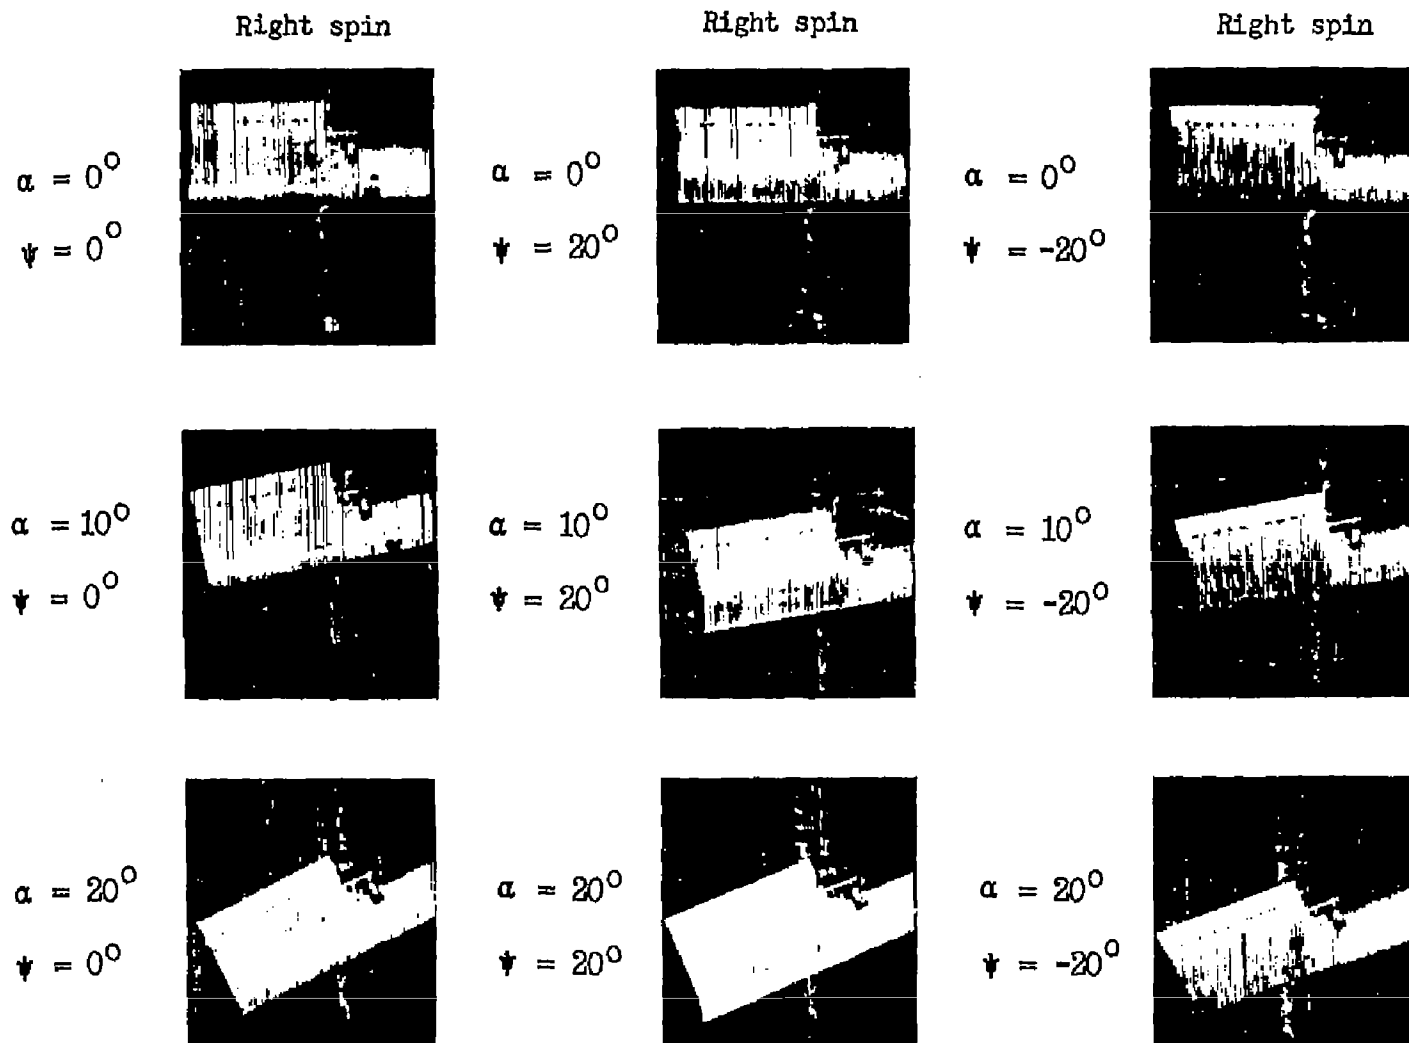 Right spin Right spin Right spin
α = 0° α = 0° α = 0°
ψ = 0° ψ = 20° ψ = -20°
α = 10° α = 10° α = 10°
ψ = 0° ψ = 20° ψ = -20°
α = 20° α = 20° α = 20°
ψ = 0° ψ = 20° ψ = -20°